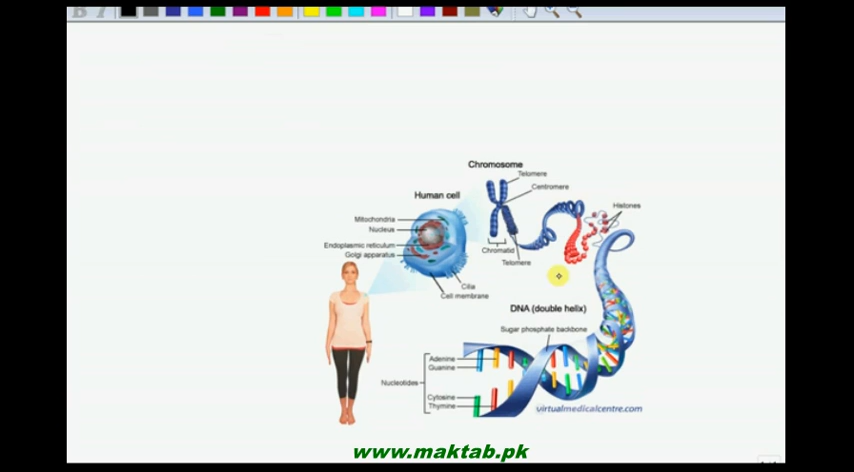 B I
Chromosome
Telomere
Centromere
Human cell
Histones
Mitochondria
Nucleus
Endoplasmic reticulum
Golgi apparatus
Chromatid
Telomere
Cilia
Cell membrane
DNA (double helix)
Sugar phosphate backbone
Adenine
Guanine
Nucleotides
Cytosine
Thymine
virtualmedicalcentre.com
www.maktab.pk